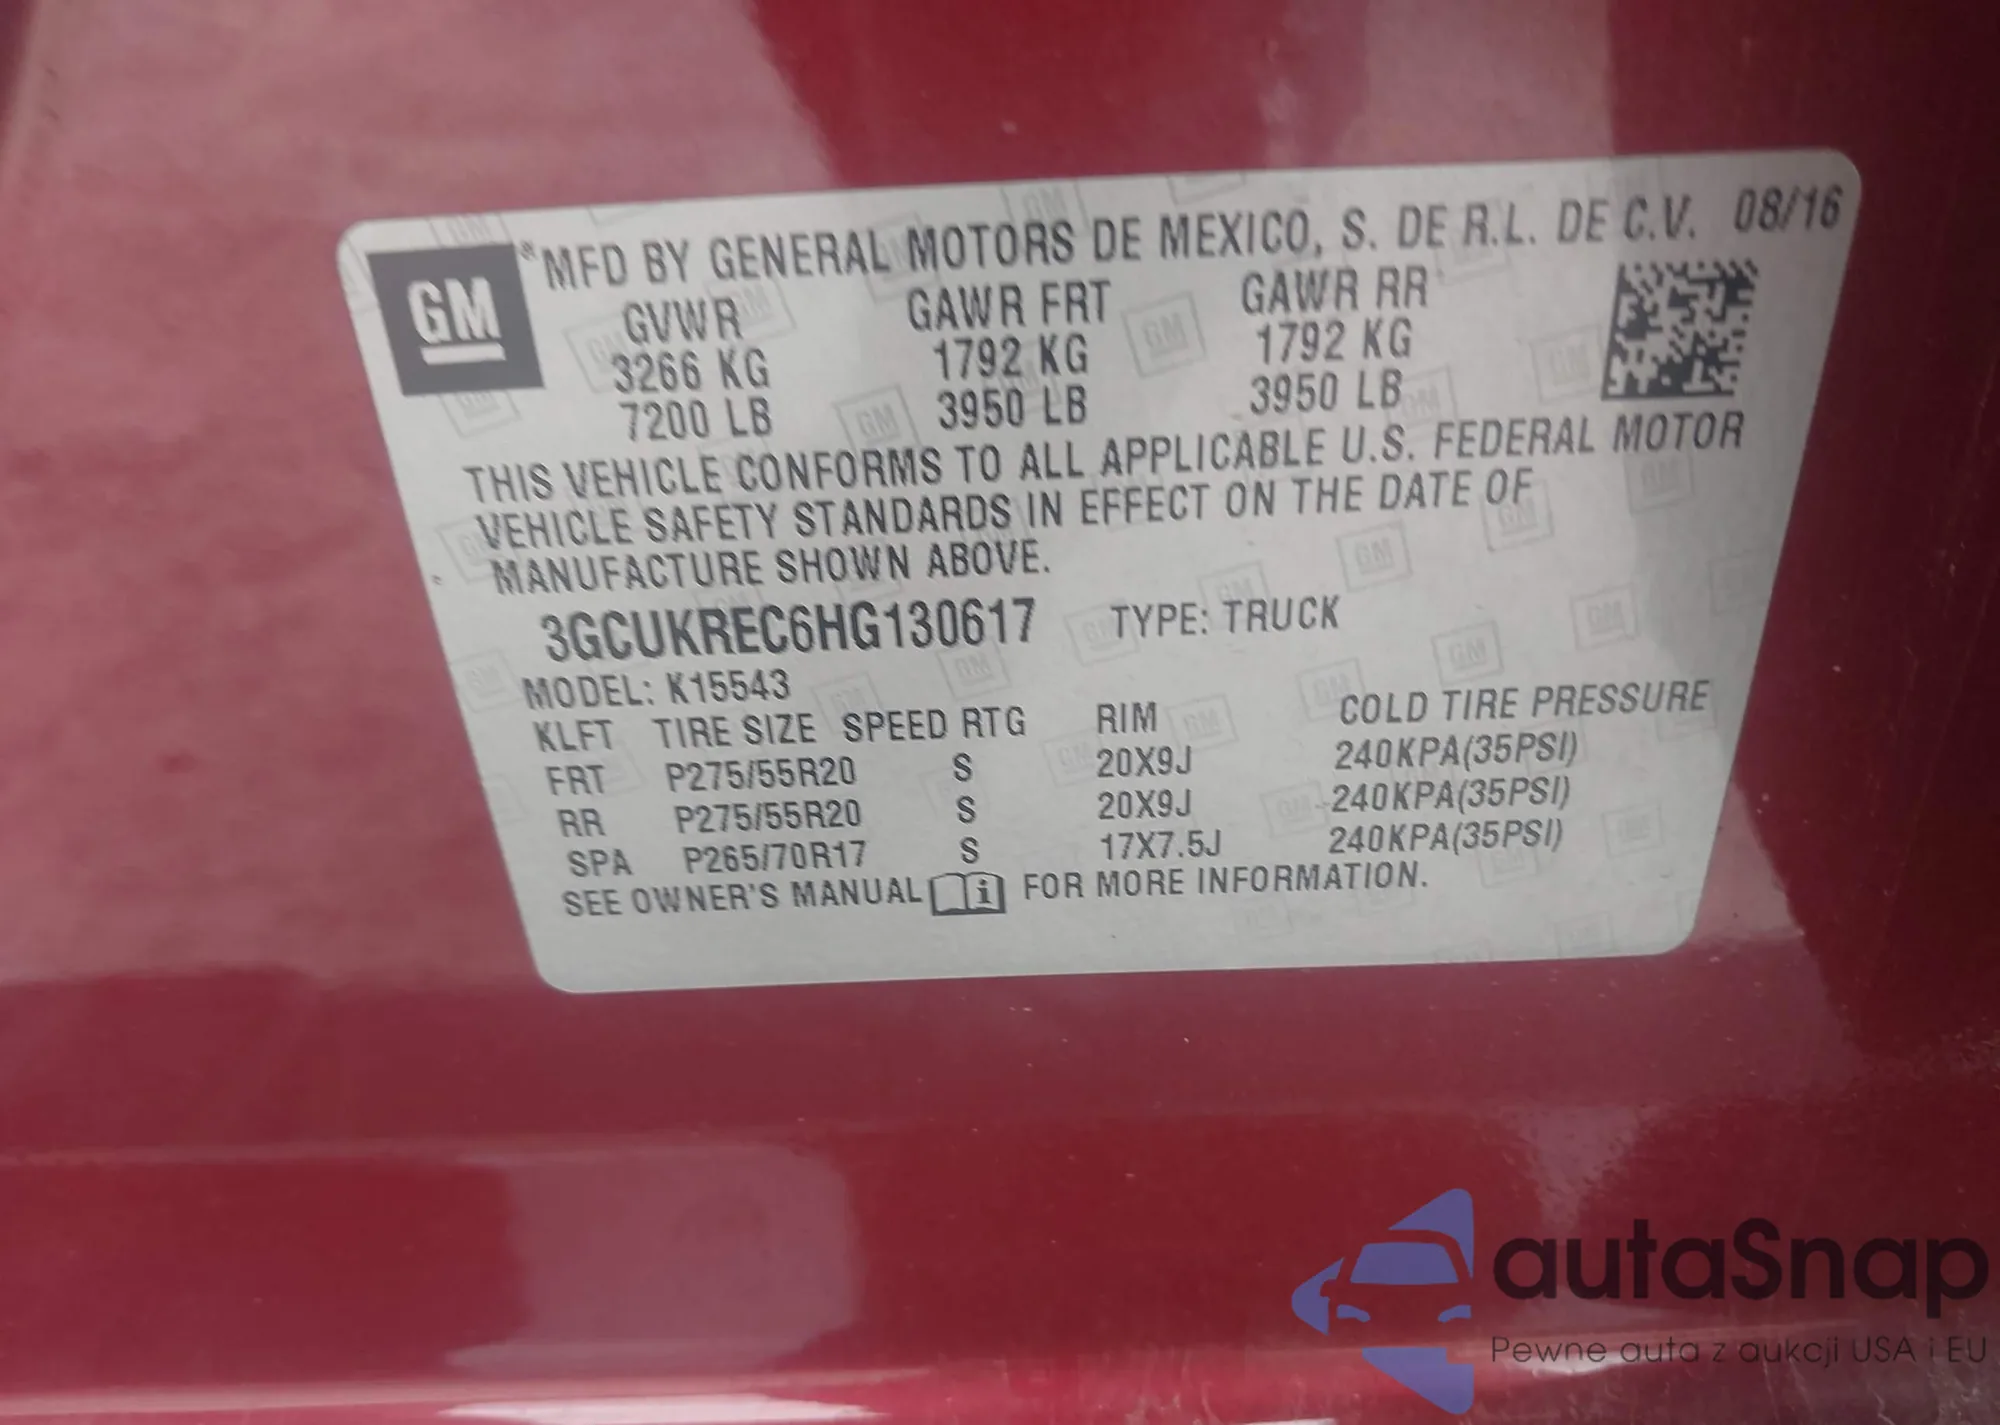 GM
® MFD BY GENERAL MOTORS DE MEXICO, S. DE R.L. DE C.V. 08/16
GVWR GAWR FRT GAWR RR
3266 KG 1792 KG 1792 KG
7200 LB 3950 LB 3950 LB
THIS VEHICLE CONFORMS TO ALL APPLICABLE U.S. FEDERAL MOTOR
VEHICLE SAFETY STANDARDS IN EFFECT ON THE DATE OF
MANUFACTURE SHOWN ABOVE.
3GCUKREC6HG130617 TYPE: TRUCK
MODEL: K15543
KLFT TIRE SIZE SPEED RTG RIM COLD TIRE PRESSURE
FRT P275/55R20 S 20X9J 240KPA(35PSI)
RR P275/55R20 S 20X9J 240KPA(35PSI)
SPA P265/70R17 S 17X7.5J 240KPA(35PSI)
SEE OWNER'S MANUAL i FOR MORE INFORMATION.
autaSnap
Pewne auta z aukcji USA i EU